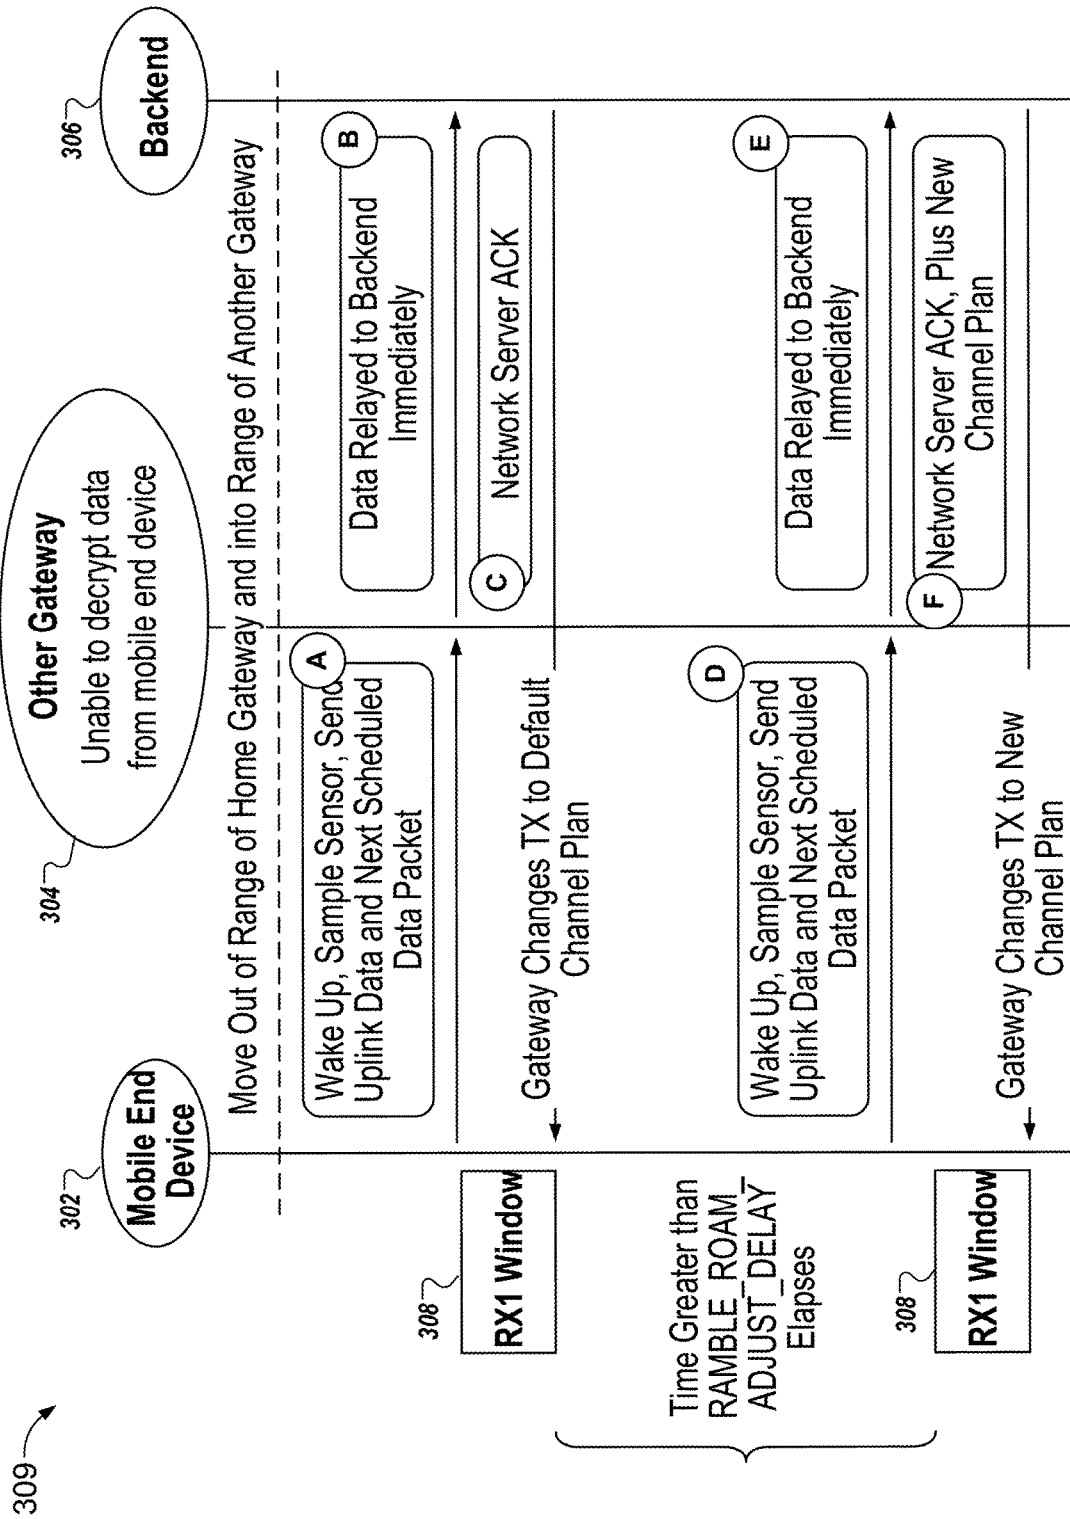 309
302
Mobile End
Device
304
Other Gateway
Unable to decrypt data
from mobile end device
306
Backend
Move Out of Range of Home Gateway and into Range of Another Gateway
A
Wake Up, Sample Sensor, Send
Uplink Data and Next Scheduled
Data Packet
B
Data Relayed to Backend
Immediately
308
RX1 Window
C
Network Server ACK
Gateway Changes TX to Default
Channel Plan
Time Greater than
RAMBLE_ROAM_
ADJUST_DELAY
Elapses
D
Wake Up, Sample Sensor, Send
Uplink Data and Next Scheduled
Data Packet
E
Data Relayed to Backend
Immediately
308
RX1 Window
F
Network Server ACK, Plus New
Channel Plan
Gateway Changes TX to New
Channel Plan